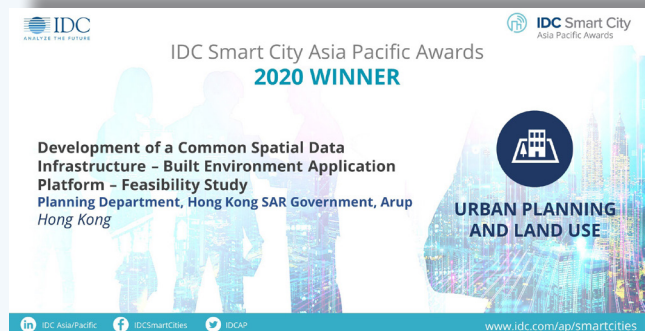 IDC
ANALYZE THE FUTURE
IDC Smart City
Asia Pacific Awards
IDC Smart City Asia Pacific Awards
2020 WINNER
Development of a Common Spatial Data
Infrastructure – Built Environment Application
Platform – Feasibility Study
Planning Department, Hong Kong SAR Government, Arup
Hong Kong
URBAN PLANNING
AND LAND USE
in IDC Asia/Pacific f IDCSmartCities IDCAP www.idc.com/ap/smartcities